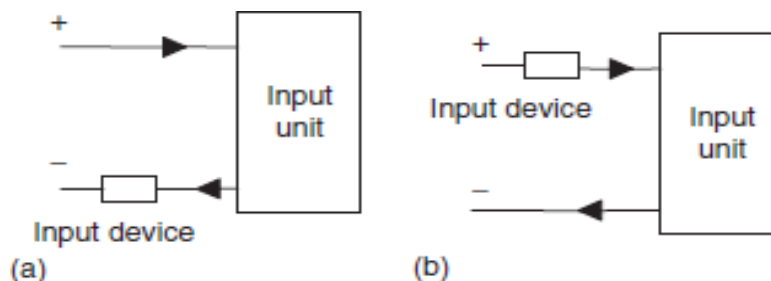 +
Input
unit
−
Input device
(a)
+
Input device
Input
unit
−
(b)